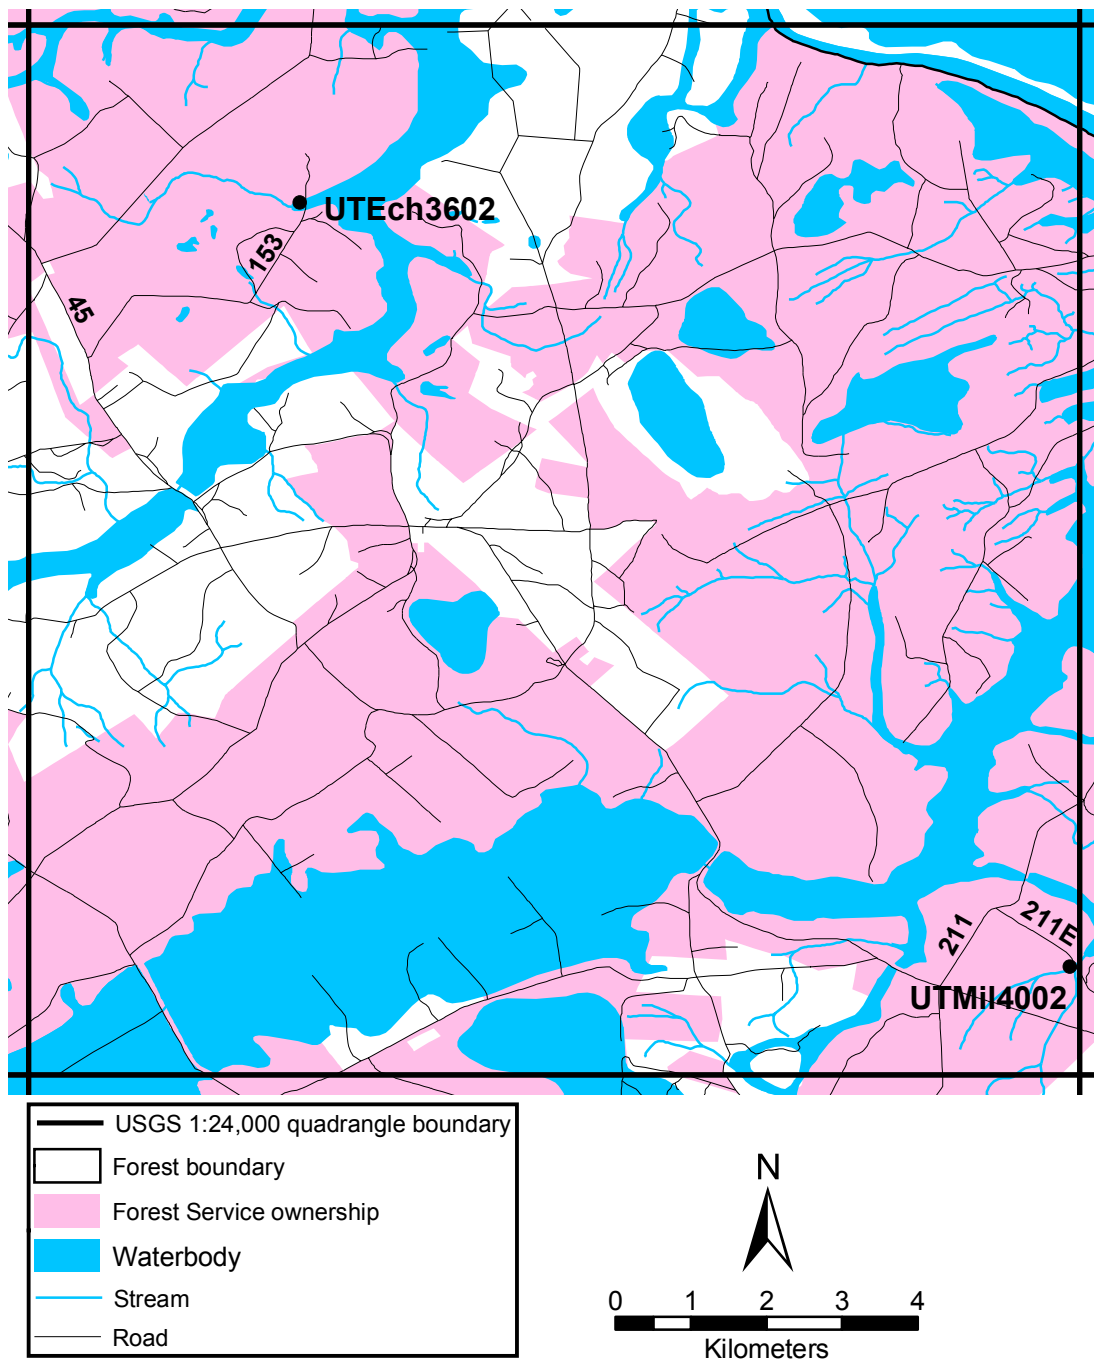 UTEch3602
153
45
211
211E
UTMil4002
USGS 1:24,000 quadrangle boundary
Forest boundary
Forest Service ownership
Waterbody
Stream
Road
N
0 1 2 3 4
Kilometers